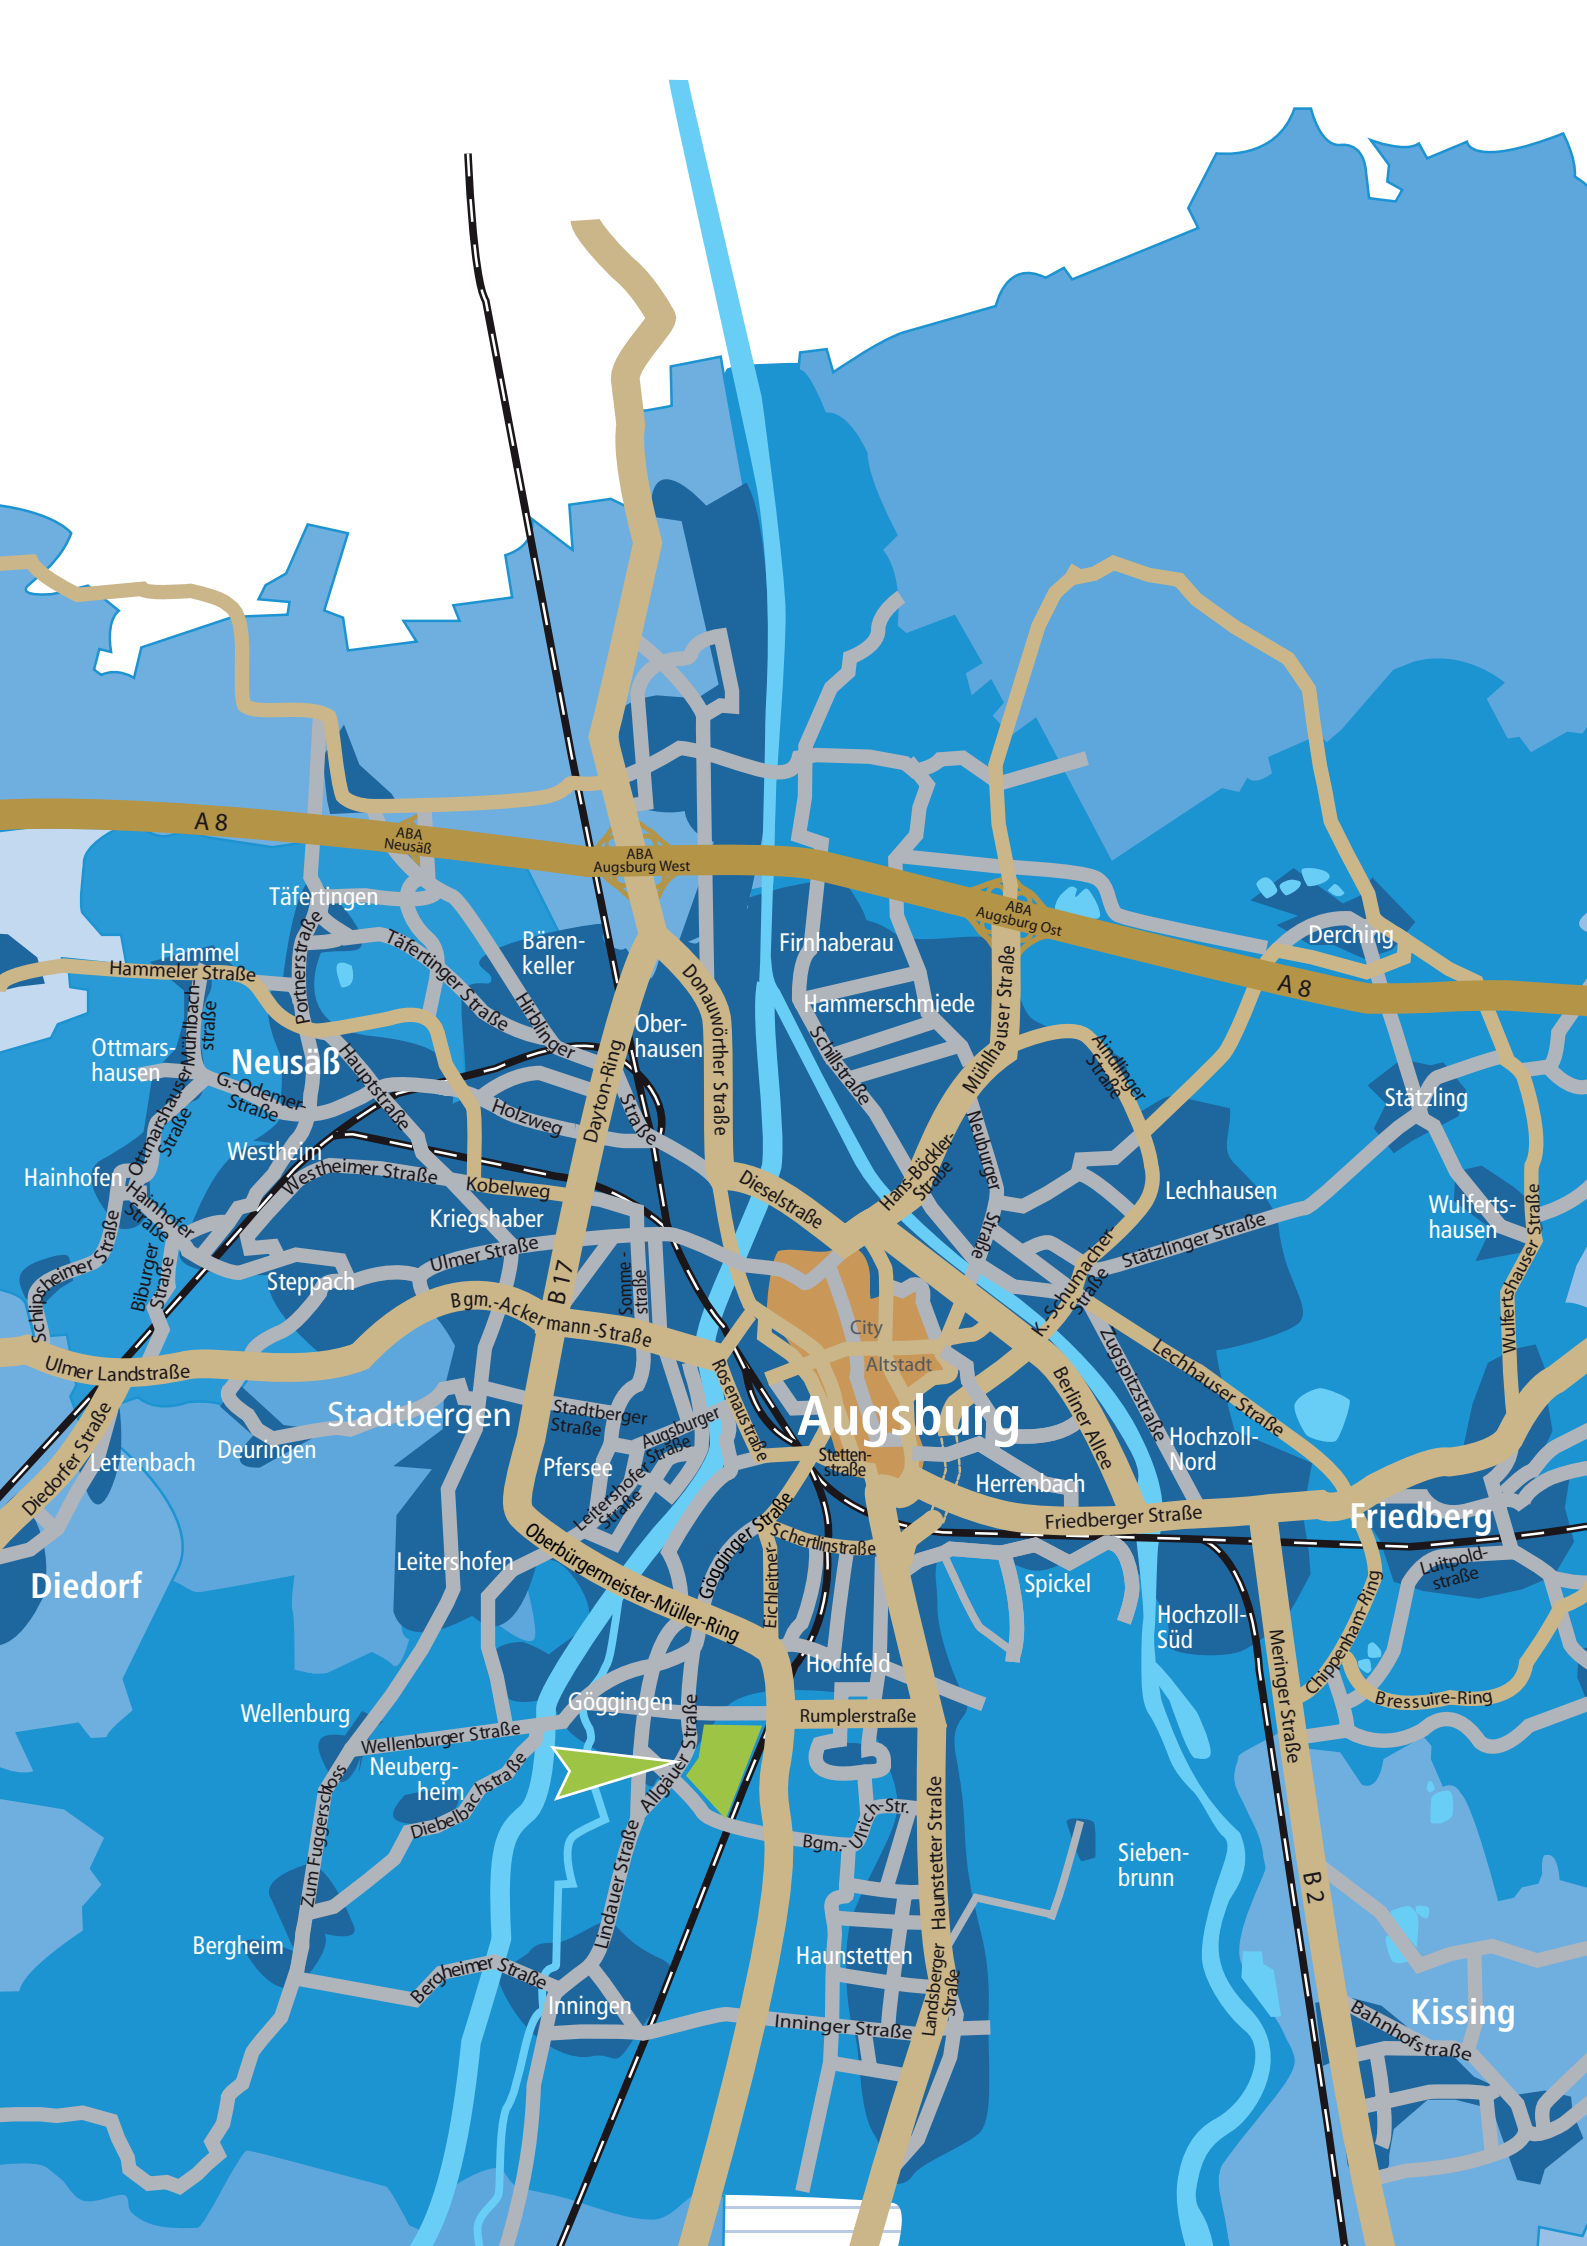 A 8
ABA
Neusäß
ABA
Augsburg West
Täfertingen
ABA
Augsburg Ost
Derching
Hammel
Hammeler Straße
Portnerstraße
Täfertinger Straße
Bären-
keller
Hirblinger
Straße
Donauwörther Straße
Firnhaberau
Hammerschmiede
Mühlhauser Straße
A 8
Mühlbach-
straße
Ober-
hausen
Ottmars-
hausen
Neusäß
Hauptstraße
G.-Odemer-
Straße
Ottmarshauser
Straße
Holzweg
Dayton-Ring
Schillstraße
Aindlinger
Straße
Stätzling
Neuburger
Straße
Hans-Böckler-
Straße
Westheim
Westheimer Straße
Kobelweg
Hainhofen
Hainhofer
Straße
Kriegshaber
Dieselstraße
Lechhausen
Stätzlinger Straße
Wulferts-
hausen
Wulfertshauser Straße
Schlipsheimer Straße
Biburger
Straße
Ulmer Straße
Steppach
B 17
Somme -
straße
K. Schumacher-
Straße
Bgm.-Ackermann-Straße
City
Altstadt
Ulmer Landstraße
Zugspitzstraße
Lechhauser Straße
Berliner Allee
Rosenaustraße
Stadtbergen
Stadtberger
Straße
Augsburger
Straße
Augsburg
Diedorfer Straße
Lettenbach
Deuringen
Pfersee
Leitershofer
Straße
Stetten-
straße
Hochzoll-
Nord
Herrenbach
Friedberger Straße
Friedberg
Oberbürgermeister-Müller-Ring
Gögginger Straße
Schertlinstraße
Eichleitner-
Leitershofen
Diedorf
Spickel
Luitpold-
straße
Hochzoll-
Süd
Chippenham-Ring
Bressuire-Ring
Meringer Straße
Hochfeld
Göggingen
Wellenburg
Wellenburger Straße
Rumplerstraße
Neuberg-
heim
Diebelbachstraße
Allgäuer Straße
Zum Fuggerschloss
Bgm.-Ulrich-Str.
Haunstetter Straße
Sieben-
brunn
B 2
Lindauer Straße
Bergheim
Bergheimer Straße
Haunstetten
Landsberger
Straße
Inningen
Inninger Straße
Kissing
Bahnhofstraße